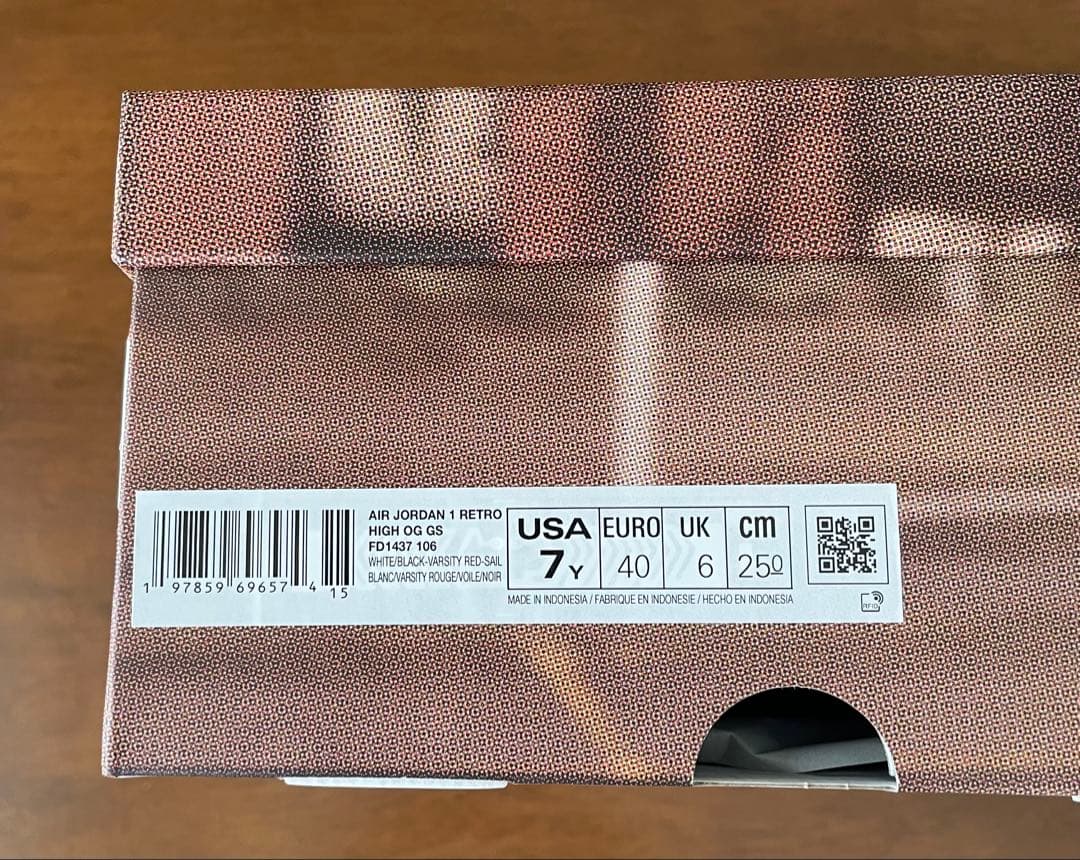 AIR JORDAN 1 RETRO
HIGH OG GS
FD1437 106
WHITE/BLACK-VARSITY RED-SAIL
BLANC/VARSITY ROUGE/VOILE/NOIR
1 97859 69657 4 15
USA EURO UK cm
7Y 40 6 250
MADE IN INDONESIA / FABRIQUE EN INDONESIE / HECHO EN INDONESIA
RFID